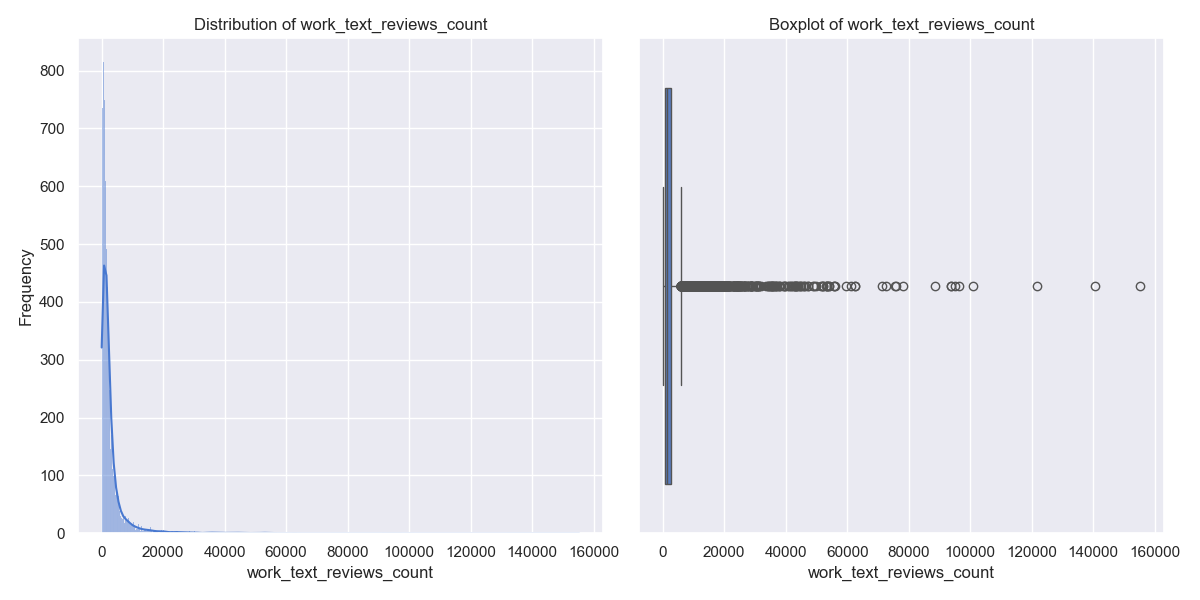 Distribution of work_text_reviews_count
800
700
600
500
400
300
200
100
0
Frequency
0 20000 40000 60000 80000 100000 120000 140000 160000
work_text_reviews_count
Boxplot of work_text_reviews_count
0 20000 40000 60000 80000 100000 120000 140000 160000
work_text_reviews_count